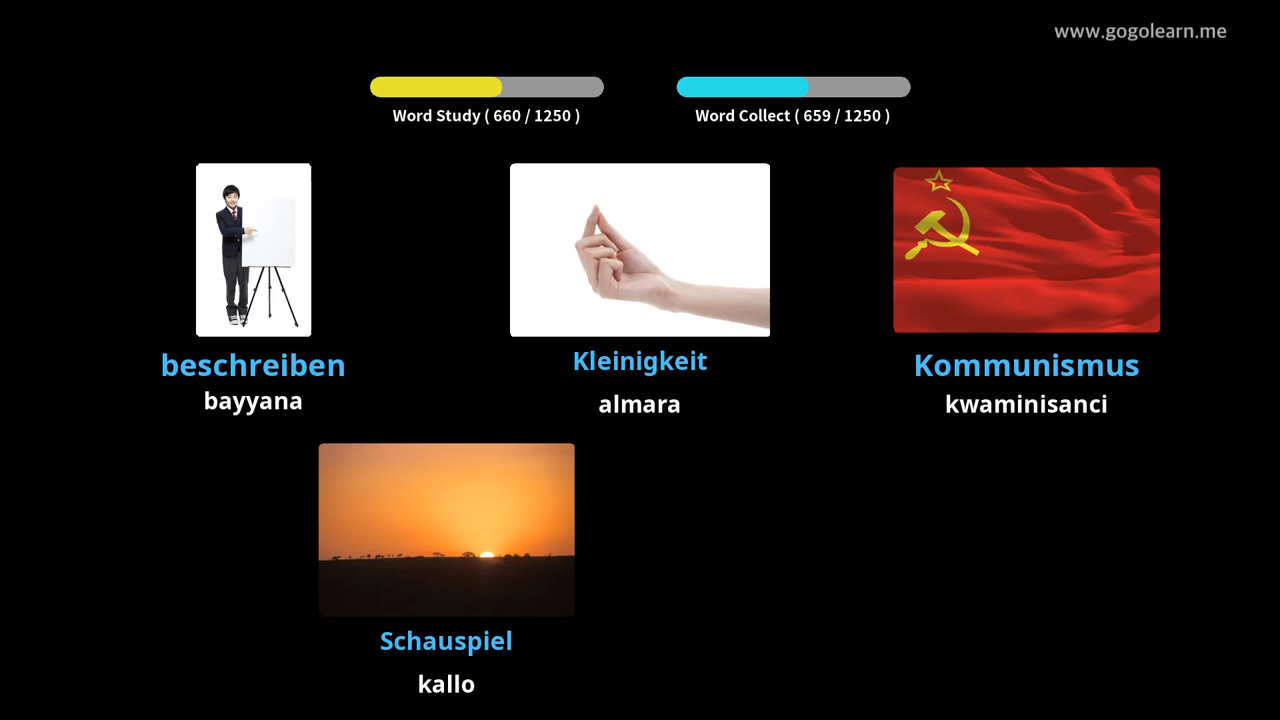 www.gogolearn.me
Word Study ( 660 / 1250 )
Word Collect ( 659 / 1250 )
beschreiben
bayyana
Kleinigkeit
almara
Kommunismus
kwaminisanci
Schauspiel
kallo